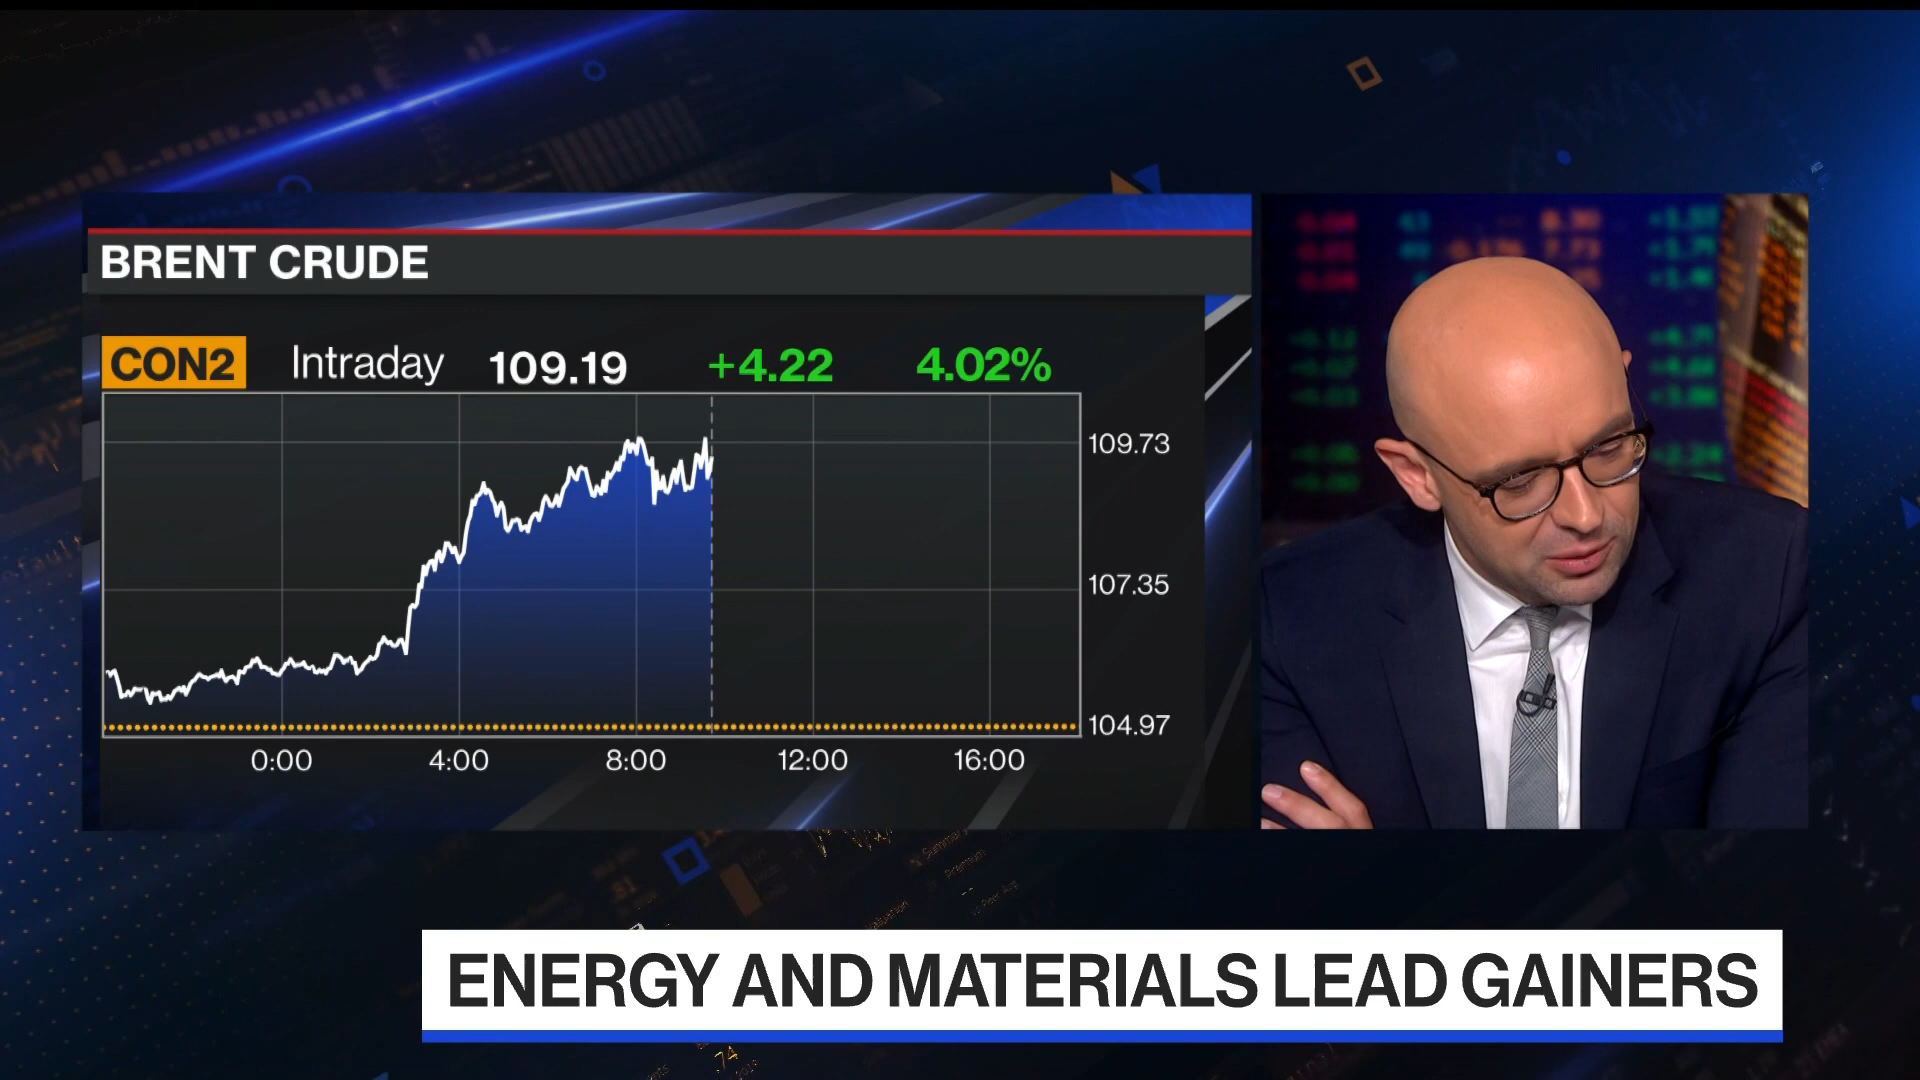 BRENT CRUDE
CON2 Intraday 109.19 +4.22 4.02%
109.73
107.35
104.97
0:00 4:00 8:00 12:00 16:00
ENERGY AND MATERIALS LEAD GAINERS